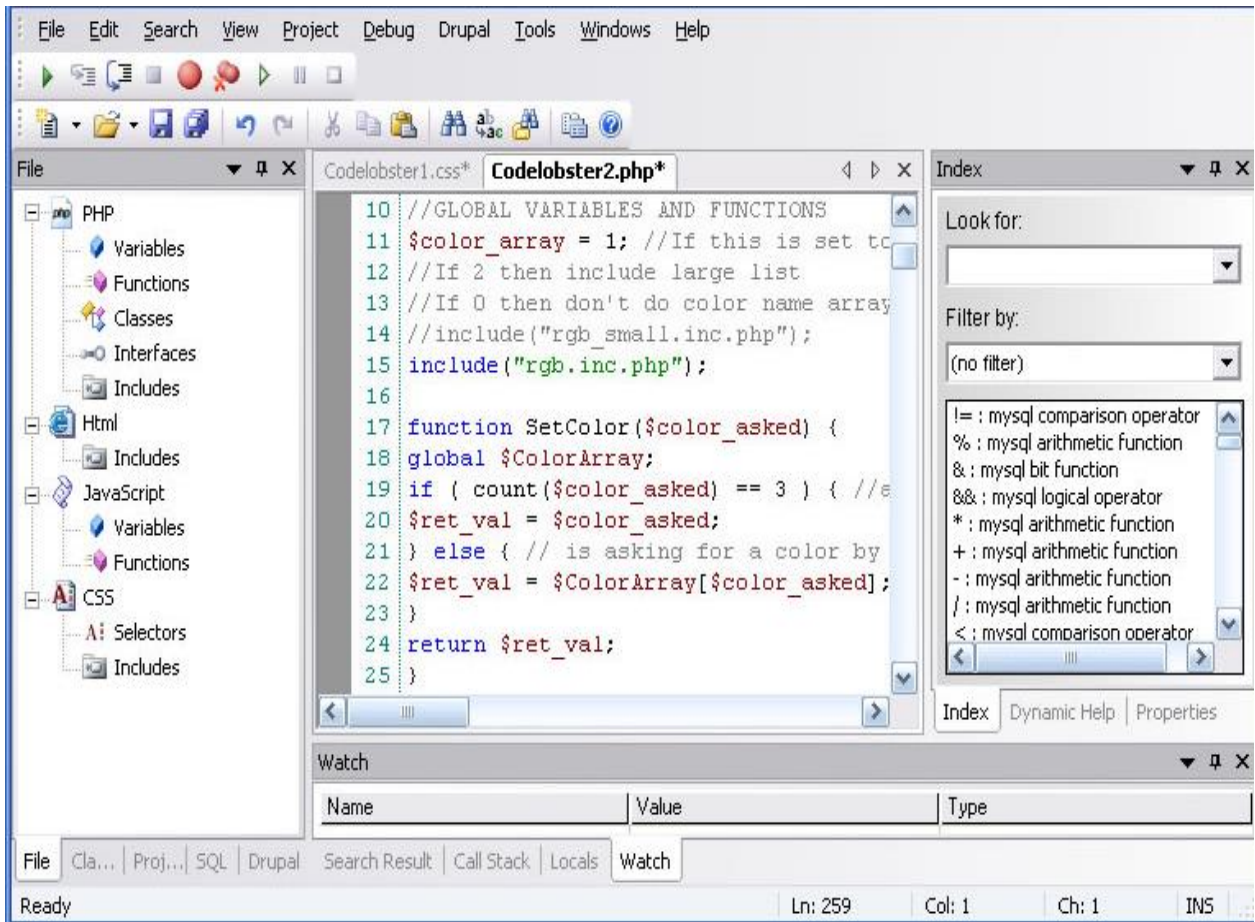 File Edit Search View Project Debug Drupal Tools Windows Help
File
PHP
Variables
Functions
Classes
Interfaces
Includes
Html
Includes
JavaScript
Variables
Functions
CSS
Selectors
Includes
File Cla... Proj... SQL Drupal
Codelobster1.css* Codelobster2.php*
10 //GLOBAL VARIABLES AND FUNCTIONS
11 $color_array = 1; //If this is set to
12 //If 2 then include large list
13 //If 0 then don't do color name array
14 //include("rgb_small.inc.php");
15 include("rgb.inc.php");
16
17 function SetColor($color_asked) {
18 global $ColorArray;
19 if ( count($color_asked) == 3 ) { //
20 $ret_val = $color_asked;
21 } else { // is asking for a color by
22 $ret_val = $ColorArray[$color_asked];
23 }
24 return $ret_val;
25 }
Index
Look for:
Filter by:
(no filter)
!= : mysql comparison operator
% : mysql arithmetic function
& : mysql bit function
&& : mysql logical operator
* : mysql arithmetic function
+ : mysql arithmetic function
- : mysql arithmetic function
/ : mysql arithmetic function
< : mysql comparison operator
Index Dynamic Help Properties
Watch
Name Value Type
Search Result Call Stack Locals Watch
Ready Ln: 259 Col: 1 Ch: 1 INS